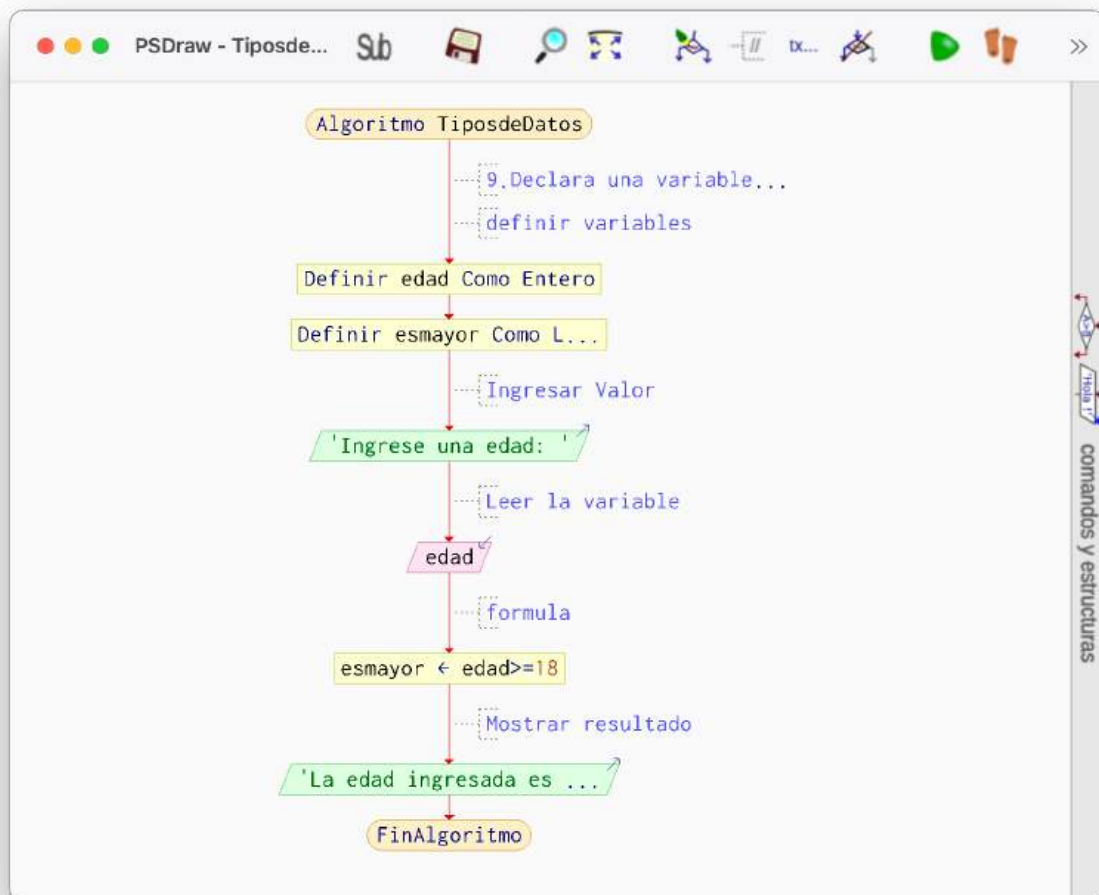 PSDraw - Tiposde...
Sub
tx...
»
Algoritmo TiposdeDatos
9.Declara una variable...
definir variables
Definir edad Como Entero
Definir esmayor Como L...
Ingresar Valor
'Ingrese una edad: '
Leer la variable
edad
formula
esmayor ← edad>=18
Mostrar resultado
'La edad ingresada es ...
FinAlgoritmo
A>B
'Hola !'
comandos y estructuras